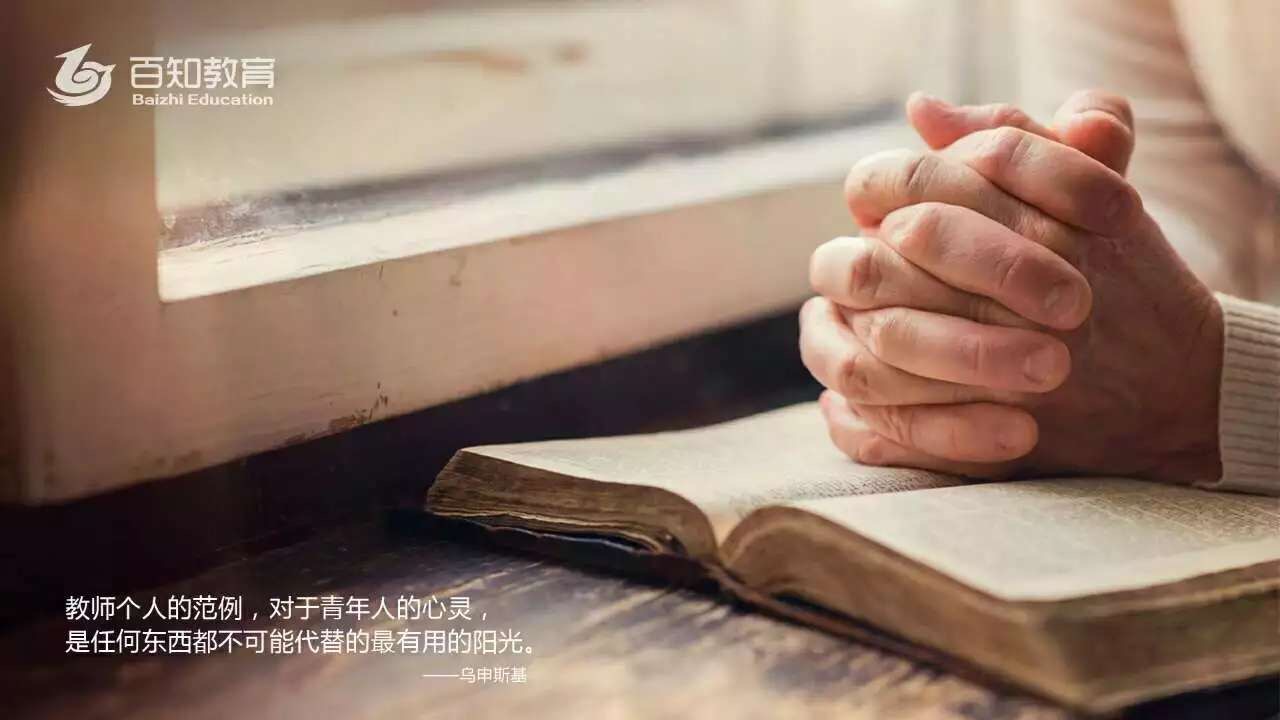 百知教育
Baizhi Education
教师个人的范例，对于青年人的心灵，
是任何东西都不可能代替的最有用的阳光。
——乌申斯基